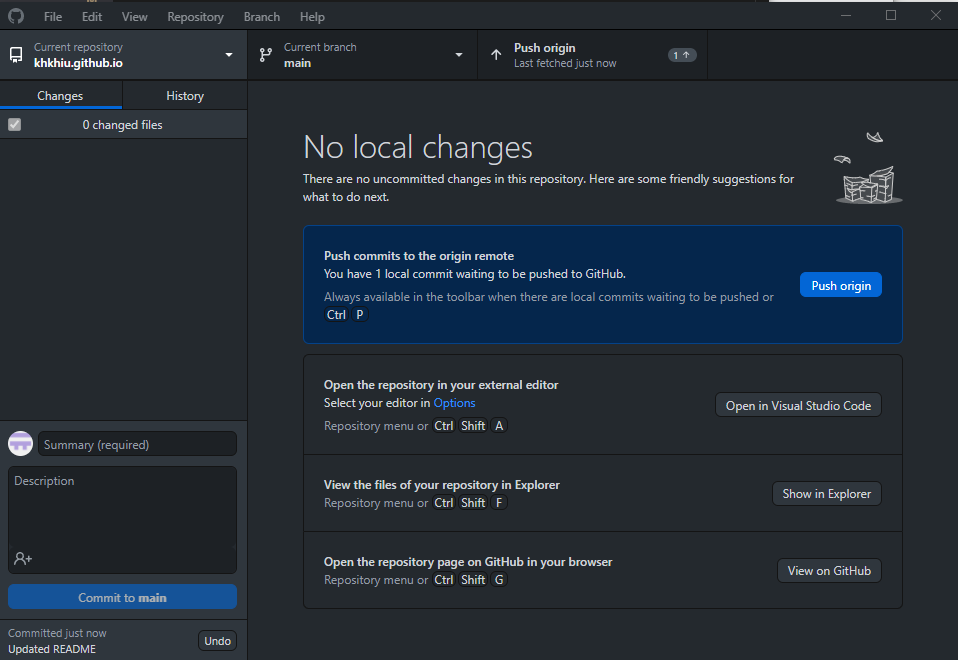 File Edit View Repository Branch Help
Current repository
khkhiu.github.io
Current branch
main
Push origin
Last fetched just now
1
Changes History
0 changed files
No local changes
There are no uncommitted changes in this repository. Here are some friendly suggestions for
what to do next.
Push commits to the origin remote
You have 1 local commit waiting to be pushed to GitHub.
Always available in the toolbar when there are local commits waiting to be pushed or
Ctrl P
Push origin
Open the repository in your external editor
Select your editor in Options
Repository menu or Ctrl Shift A
Open in Visual Studio Code
View the files of your repository in Explorer
Repository menu or Ctrl Shift F
Show in Explorer
Open the repository page on GitHub in your browser
Repository menu or Ctrl Shift G
View on GitHub
Summary (required)
Description
Commit to main
Committed just now
Updated README
Undo